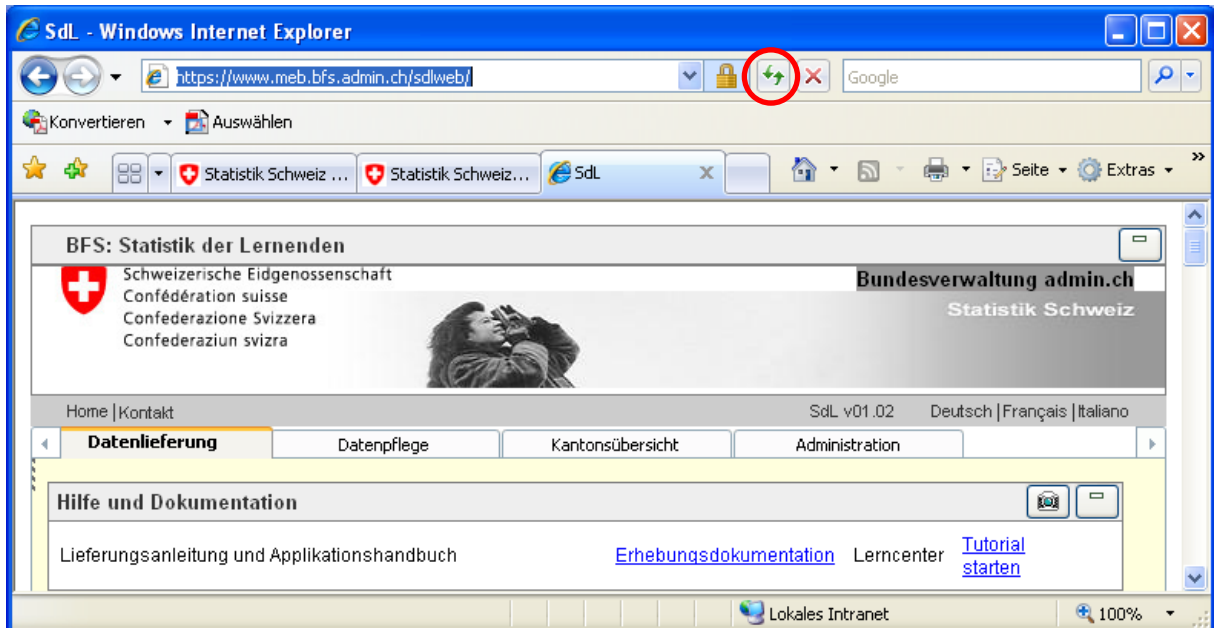 SdL - Windows Internet Explorer
https://www.meb.bfs.admin.ch/sdlweb/ Google
Konvertieren Auswählen
Statistik Schweiz ... Statistik Schweiz... SdL x Seite Extras »
BFS: Statistik der Lernenden
Schweizerische Eidgenossenschaft Bundesverwaltung admin.ch
Confédération suisse
Confederazione Svizzera Statistik Schweiz
Confederaziun svizra
Home | Kontakt SdL v01.02 Deutsch | Français | Italiano
Datenlieferung Datenpflege Kantonsübersicht Administration
Hilfe und Dokumentation
Lieferungsanleitung und Applikationshandbuch Erhebungsdokumentation Lerncenter Tutorial
starten
Lokales Intranet 100%